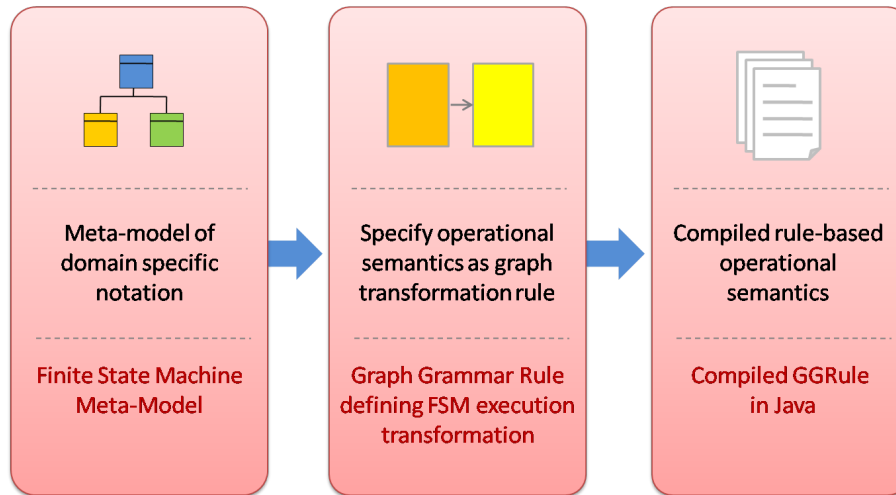 Meta-model of
domain specific
notation
Finite State Machine
Meta-Model
Specify operational
semantics as graph
transformation rule
Graph Grammar Rule
defining FSM execution
transformation
Compiled rule-based
operational
semantics
Compiled GGRule
in Java